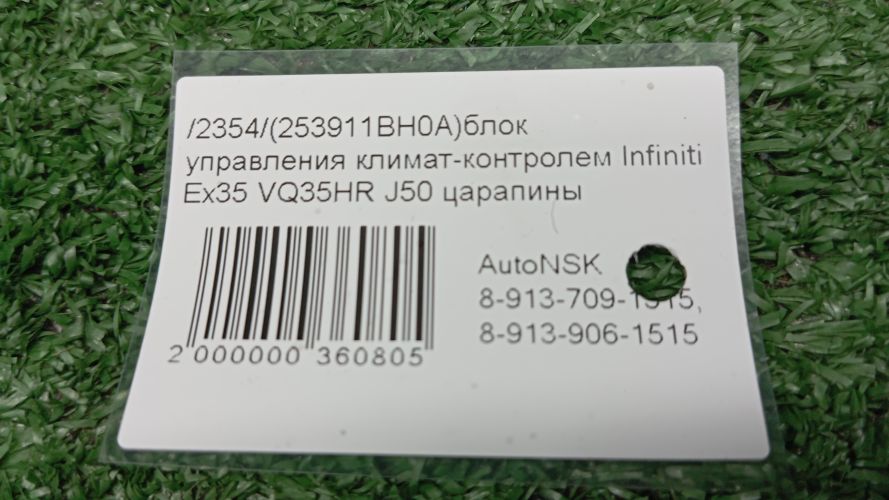 /2354/(253911BH0A)блок
управления климат-контролем Infiniti
Ex35 VQ35HR J50 царапины
AutoNSK
8-913-709-1515,
8-913-906-1515
2 000000 360805